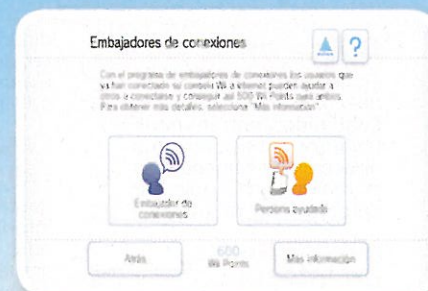 Embajadores de conexiones
?
Con el programa de embajadores de conexiones los usuarios que
ya han conectado su consola Wii a internet pueden ayudar a
otros a conectarse y conseguir así 500 Wii Points para ambos.
Para obtener más detalles, selecciona "Más información".
Embajador de
conexiones
Persona ayudada
Atrás
600
Wii Points
Más información